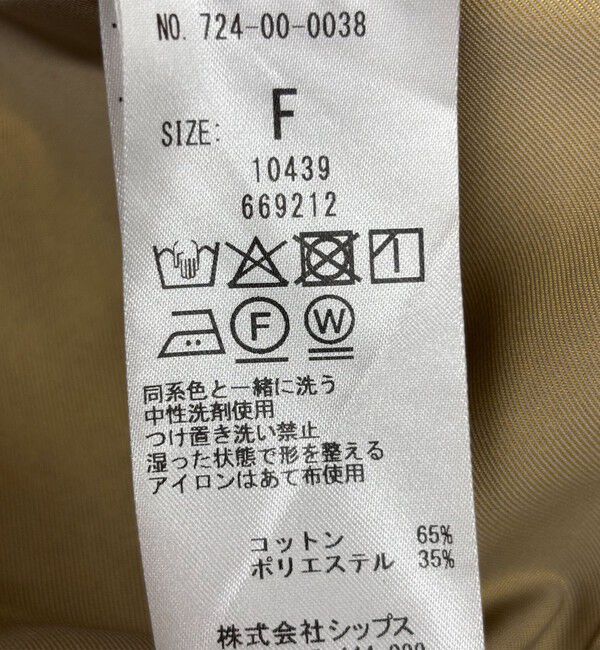 NO. 724-00-0038
SIZE: F
10439
669212
F W
同系色と一緒に洗う
中性洗剤使用
つけ置き洗い禁止
湿った状態で形を整える
アイロンはあて布使用
コットン 65%
ポリエステル 35%
株式会社シップス